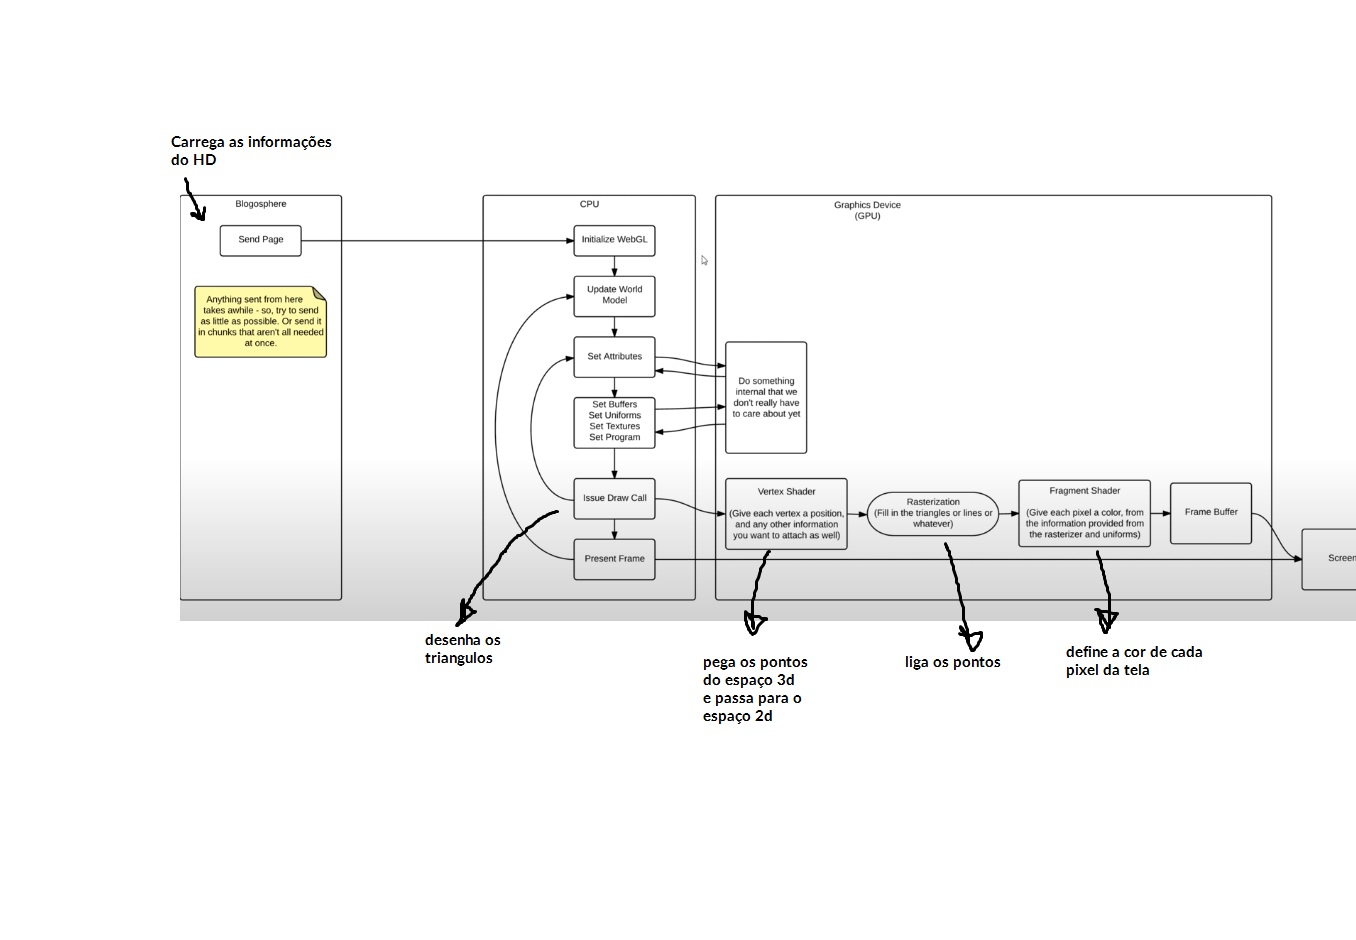 Carrega as informações
do HD
Blogosphere
Send Page
Anything sent from here
takes awhile - so, try to send
as little as possible. Or send it
in chunks that aren't all needed
at once.
CPU
Initialize WebGL
Update World
Model
Set Attributes
Set Buffers
Set Uniforms
Set Textures
Set Program
Issue Draw Call
Present Frame
Graphics Device
(GPU)
Do something
internal that we
don't really have
to care about yet
Vertex Shader
(Give each vertex a position,
and any other information
you want to attach as well)
Rasterization
(Fill in the triangles or lines or
whatever)
Fragment Shader
(Give each pixel a color, from
the information provided from
the rasterizer and uniforms)
Frame Buffer
Screen
desenha os
triangulos
pega os pontos
do espaço 3d
e passa para o
espaço 2d
liga os pontos
define a cor de cada
pixel da tela